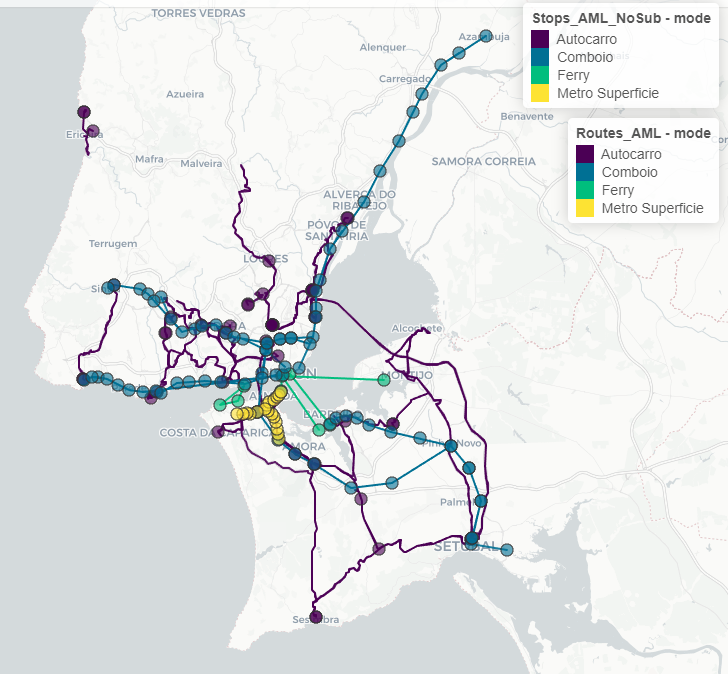 Stops_AML_NoSub - mode
Autocarro
Comboio
Ferry
Metro Superficie
Routes_AML - mode
Autocarro
Comboio
Ferry
Metro Superficie
TORRES VEDRAS
Alenquer
Azambuja
Carregado
Azueira
Benavente
Mafra
Malveira
SAMORA CORREIA
ALVERCA DO
RIBATEJO
PÓVOA DE
SANTA IRIA
Terrugem
LOURES
Alcochete
MONTIJO
COSTA DA CAPARICA
Pinhal Novo
Palmela
SETÚBAL
Sesimbra